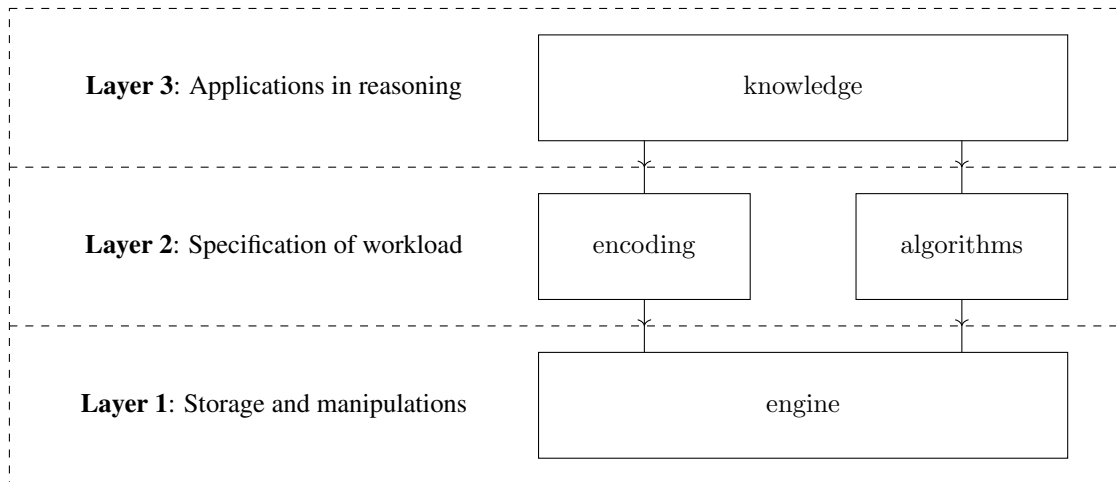 Layer 3: Applications in reasoning
knowledge
Layer 2: Specification of workload
encoding
algorithms
Layer 1: Storage and manipulations
engine